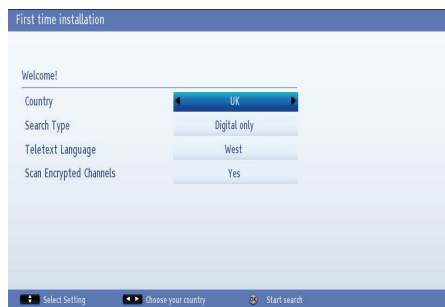 First time installation
Welcome!
Country UK
Search Type Digital only
Teletext Language West
Scan Encrypted Channels Yes
Select Setting Choose your country OK Start search